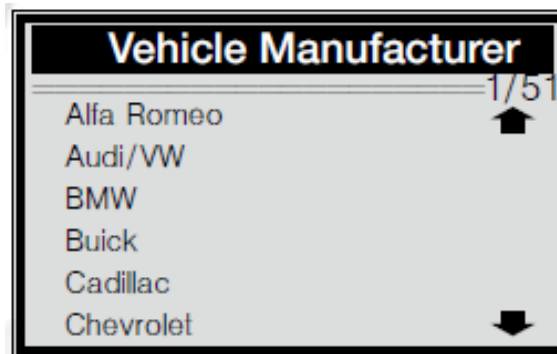 Vehicle Manufacturer
1/51
Alfa Romeo
Audi/VW
BMW
Buick
Cadillac
Chevrolet